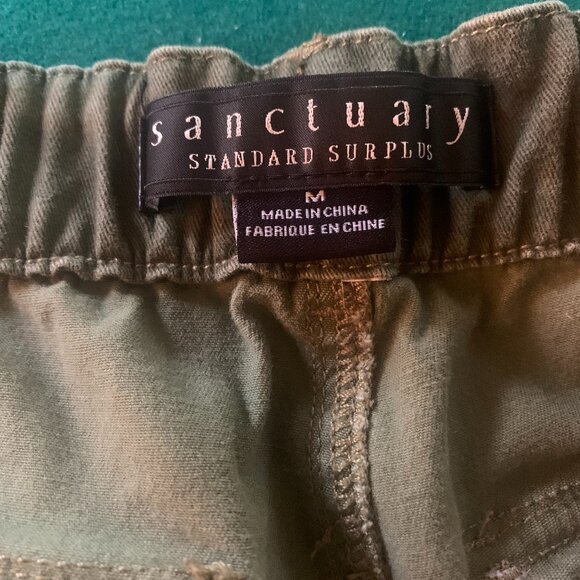 sanctuary
STANDARD SURPLUS
M
MADE IN CHINA
FABRIQUE EN CHINE